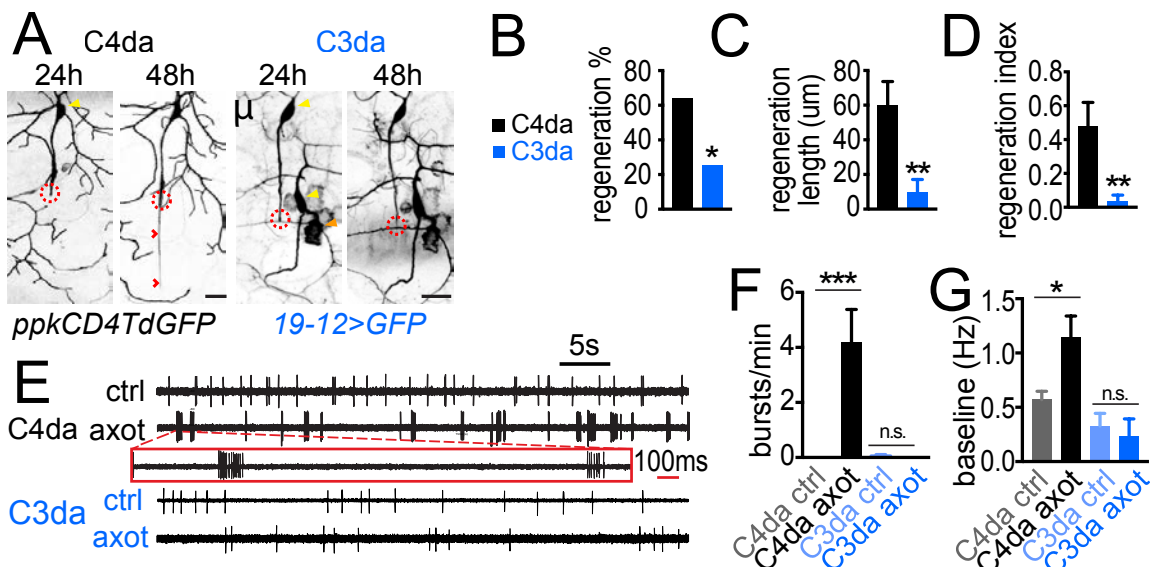 A
C4da
C3da
24h
48h
24h
48h
µ
ppkCD4TdGFP
19-12>GFP
B
regeneration %
80
60
40
20
0
*
C4da
C3da
C
regeneration
length (um)
80
60
40
20
0
**
D
regeneration index
0.8
0.6
0.4
0.2
0.0
**
E
5s
ctrl
C4da
axot
100ms
C3da
ctrl
axot
F
bursts/min
6
4
2
0
***
n.s.
C4da ctrl
C4da axot
C3da ctrl
C3da axot
G
baseline (Hz)
1.5
1.0
0.5
0.0
*
n.s.
C4da ctrl
C4da axot
C3da ctrl
C3da axot